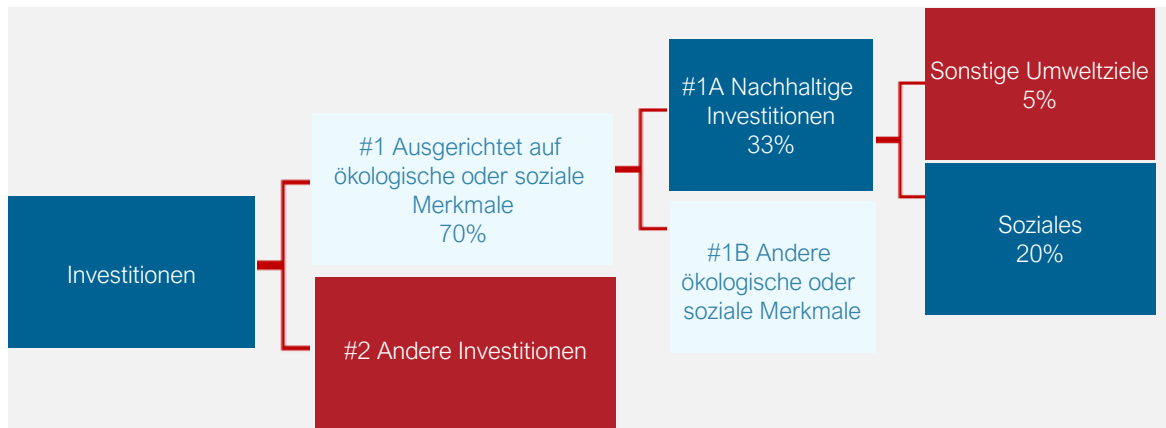 Investitionen
#1 Ausgerichtet auf
ökologische oder soziale
Merkmale
70%
#2 Andere Investitionen
#1A Nachhaltige
Investitionen
33%
#1B Andere
ökologische oder
soziale Merkmale
Sonstige Umweltziele
5%
Soziales
20%